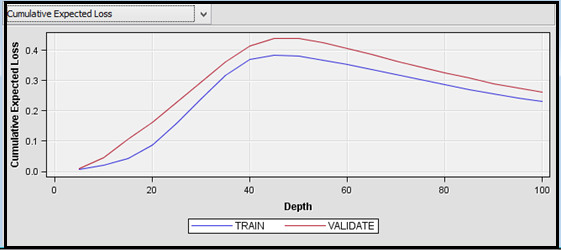 Cumulative Expected Loss
Cumulative Expected Loss
0.4
0.3
0.2
0.1
0.0
0 20 40 60 80 100
Depth
TRAIN VALIDATE